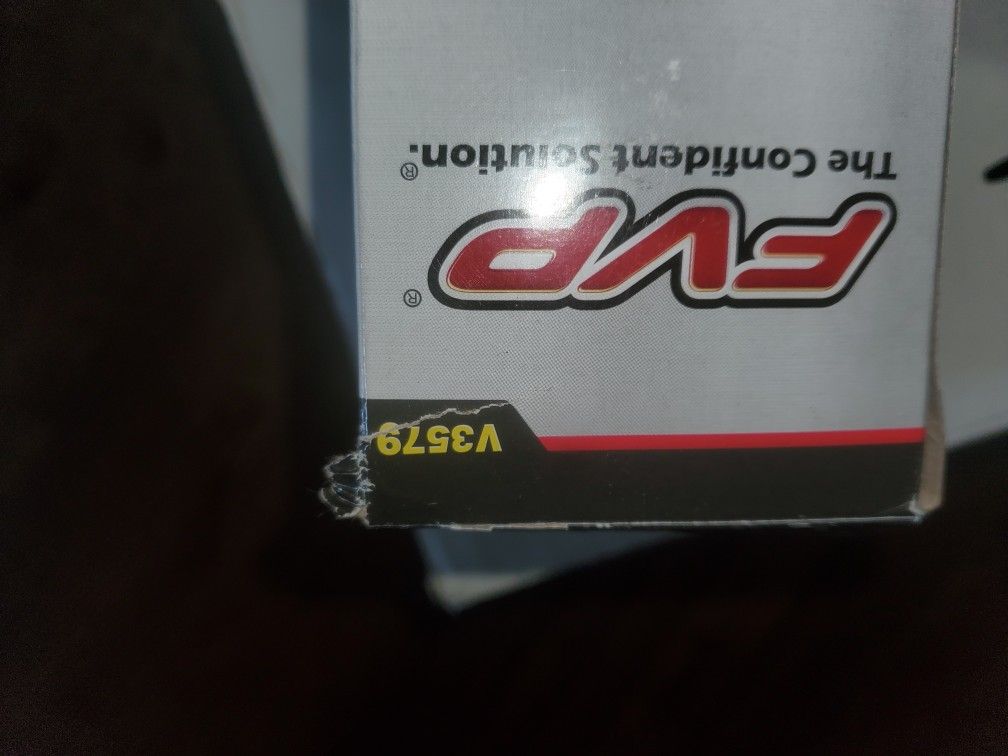 V3579
FVP®
The Confident Solution.®